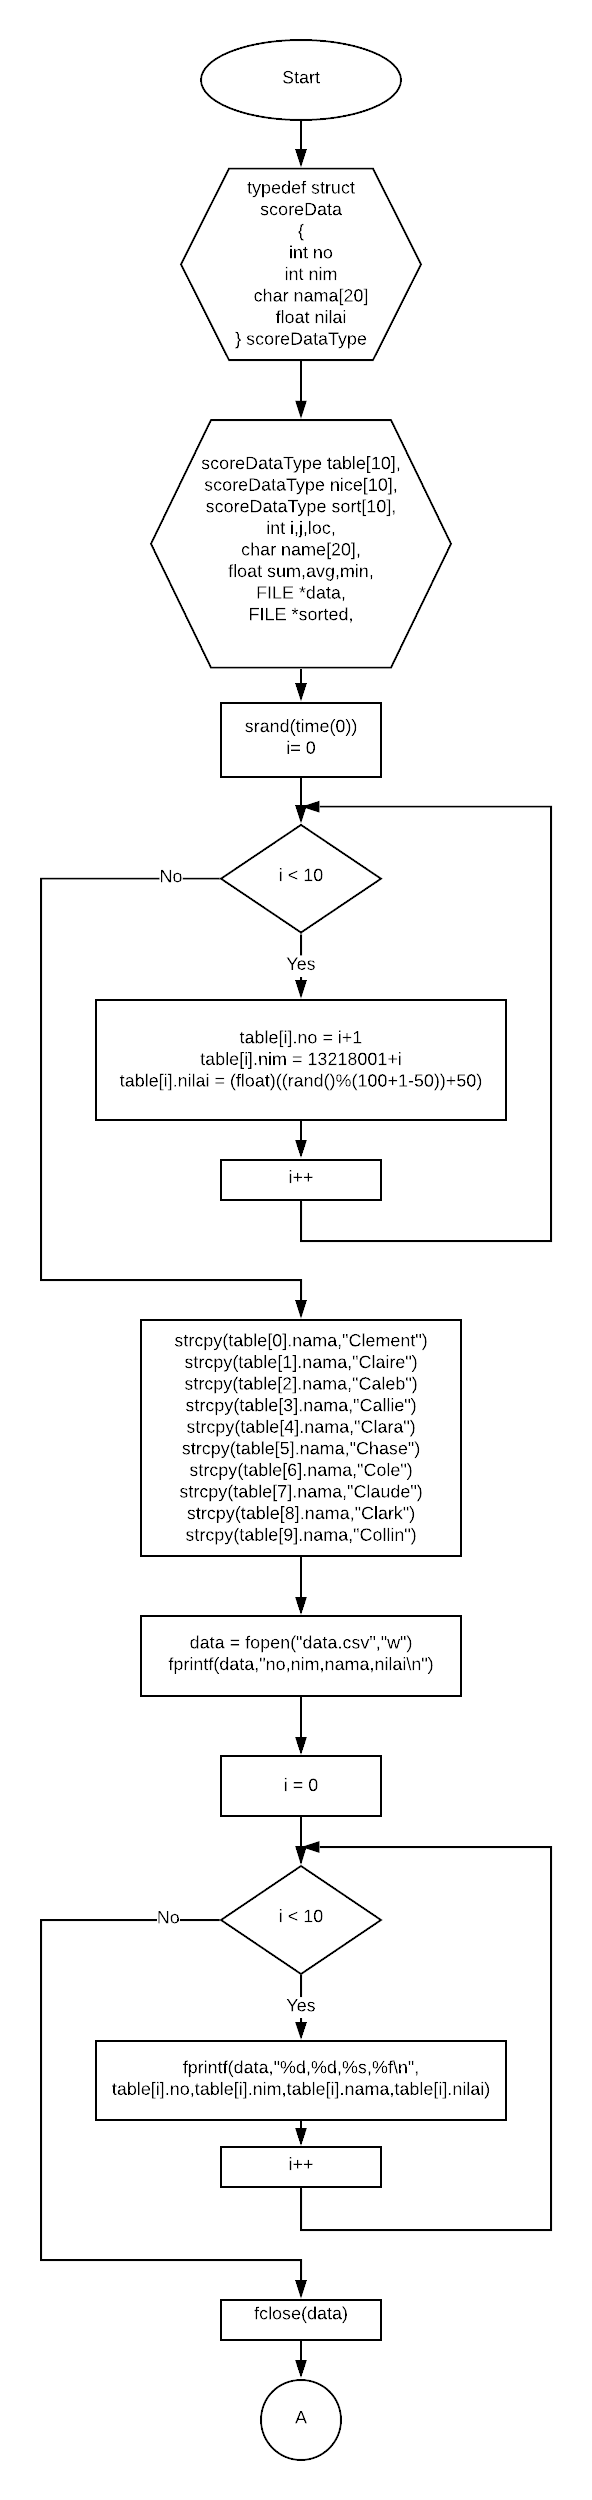 Start
typedef struct
scoreData
{
int no
int nim
char nama[20]
float nilai
} scoreDataType
scoreDataType table[10],
scoreDataType nice[10],
scoreDataType sort[10],
int i,j,loc,
char name[20],
float sum,avg,min,
FILE *data,
FILE *sorted,
srand(time(0))
i= 0
i < 10
No
Yes
table[i].no = i+1
table[i].nim = 13218001+i
table[i].nilai = (float)((rand()%(100+1-50))+50)
i++
strcpy(table[0].nama,"Clement")
strcpy(table[1].nama,"Claire")
strcpy(table[2].nama,"Caleb")
strcpy(table[3].nama,"Callie")
strcpy(table[4].nama,"Clara")
strcpy(table[5].nama,"Chase")
strcpy(table[6].nama,"Cole")
strcpy(table[7].nama,"Claude")
strcpy(table[8].nama,"Clark")
strcpy(table[9].nama,"Collin")
data = fopen("data.csv","w")
fprintf(data,"no,nim,nama,nilai\n")
i = 0
i < 10
No
Yes
fprintf(data,"%d,%d,%s,%f\n",
table[i].no,table[i].nim,table[i].nama,table[i].nilai)
i++
fclose(data)
A